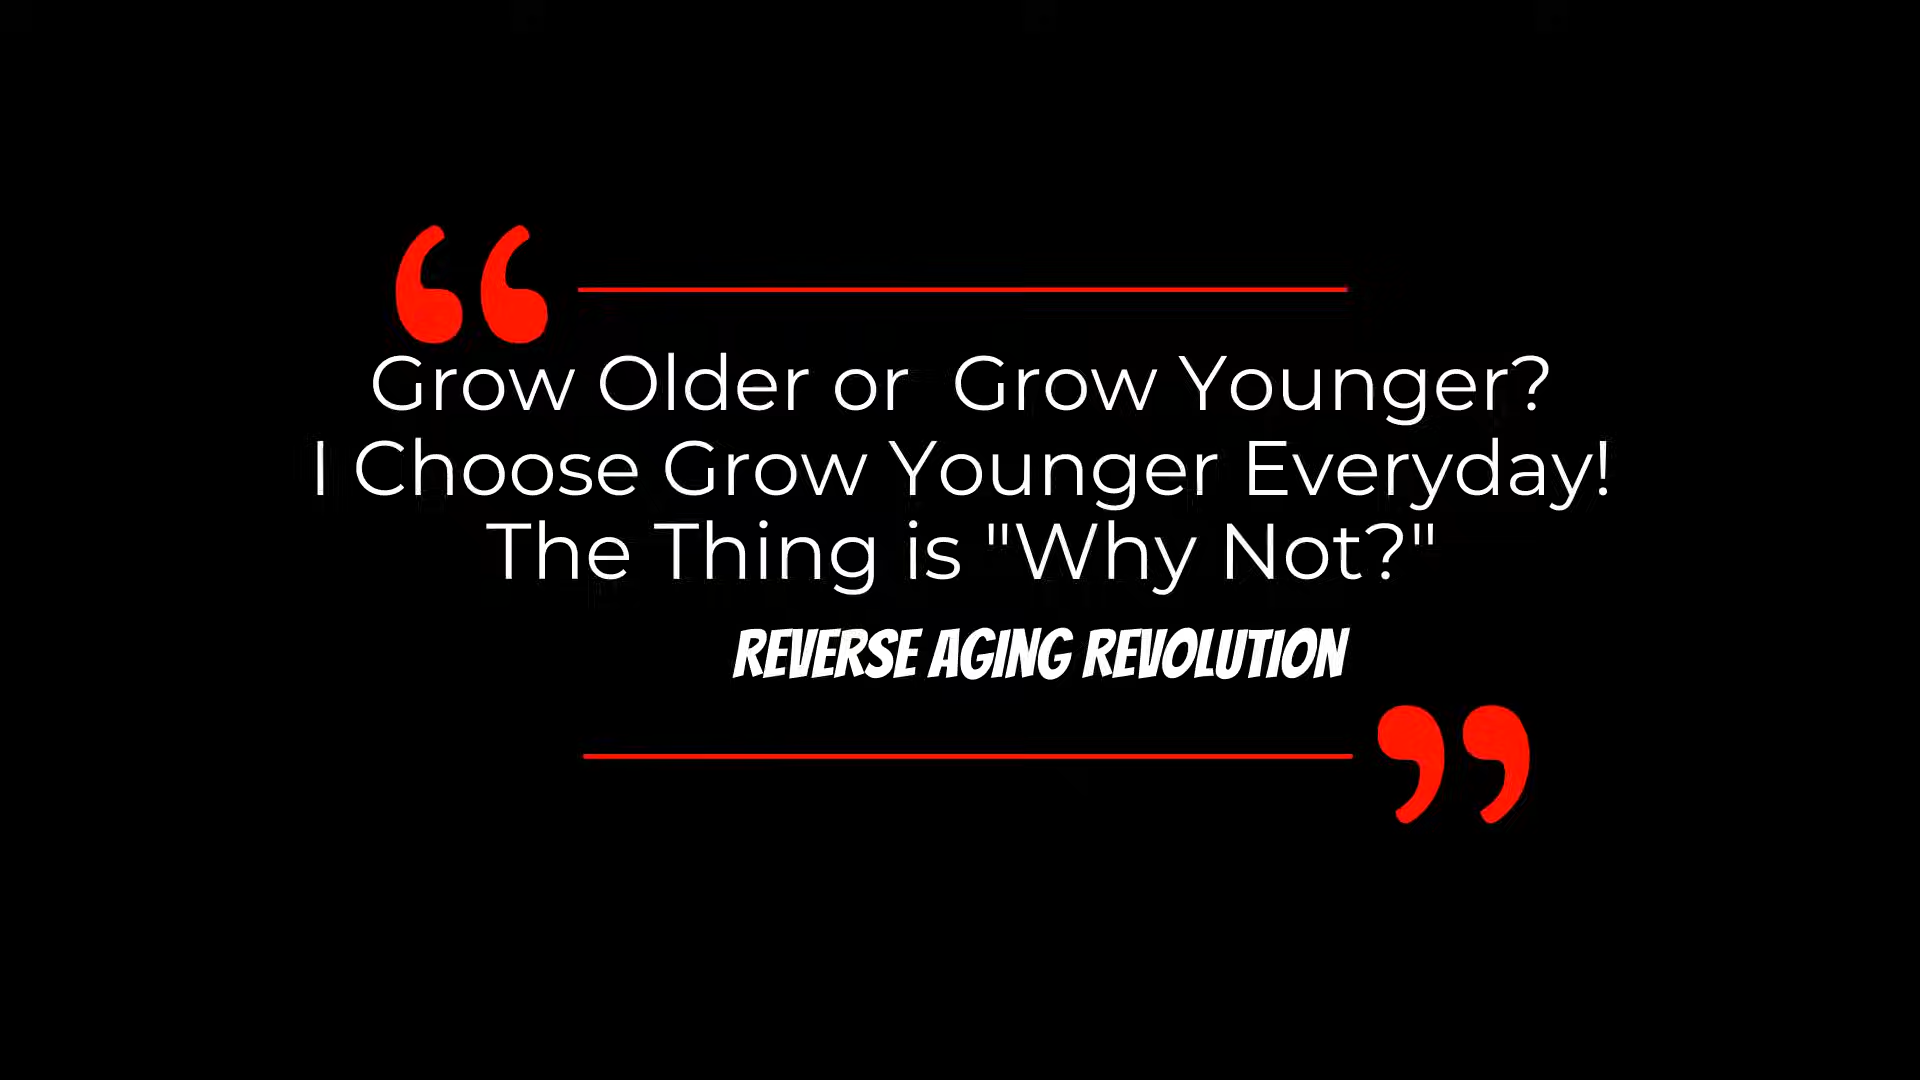 Grow Older or Grow Younger?
I Choose Grow Younger Everyday!
The Thing is "Why Not?"
REVERSE AGING REVOLUTION